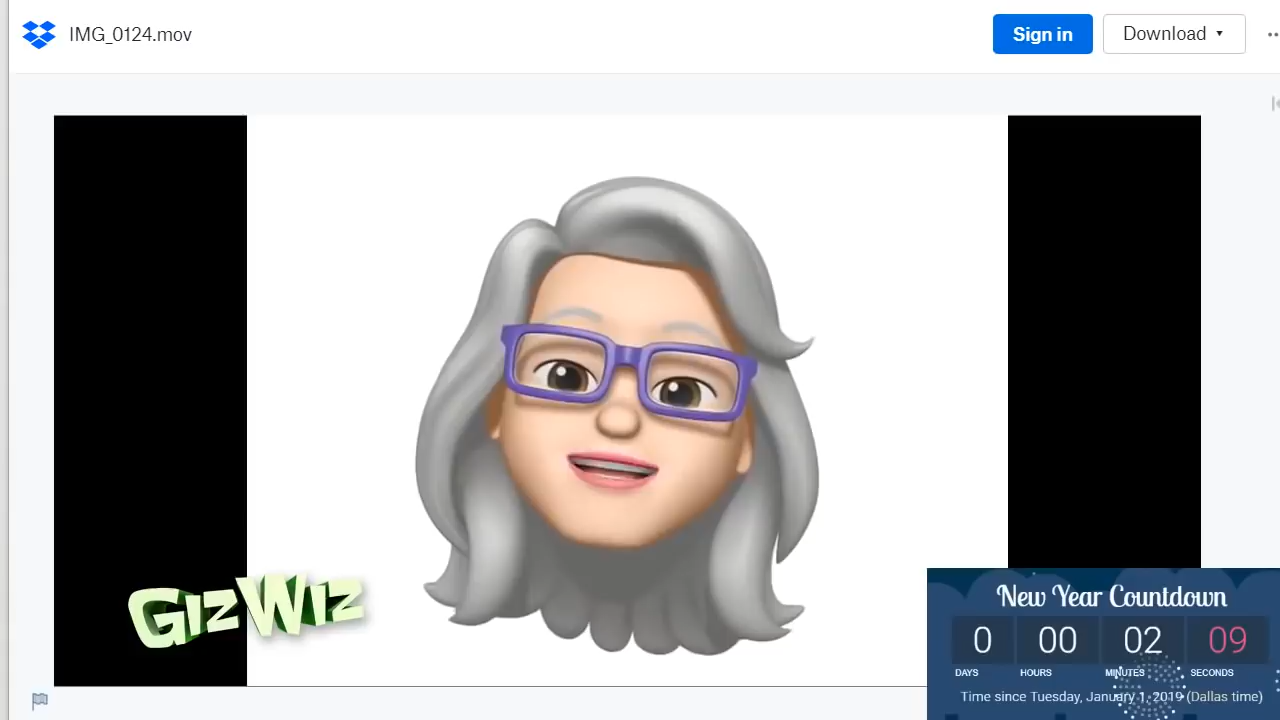 IMG_0124.mov
Sign in
Download
GizWiz
New Year Countdown
0 00 02 09
DAYS HOURS MINUTES SECONDS
Time since Tuesday, January 1, 2019 (Dallas time)